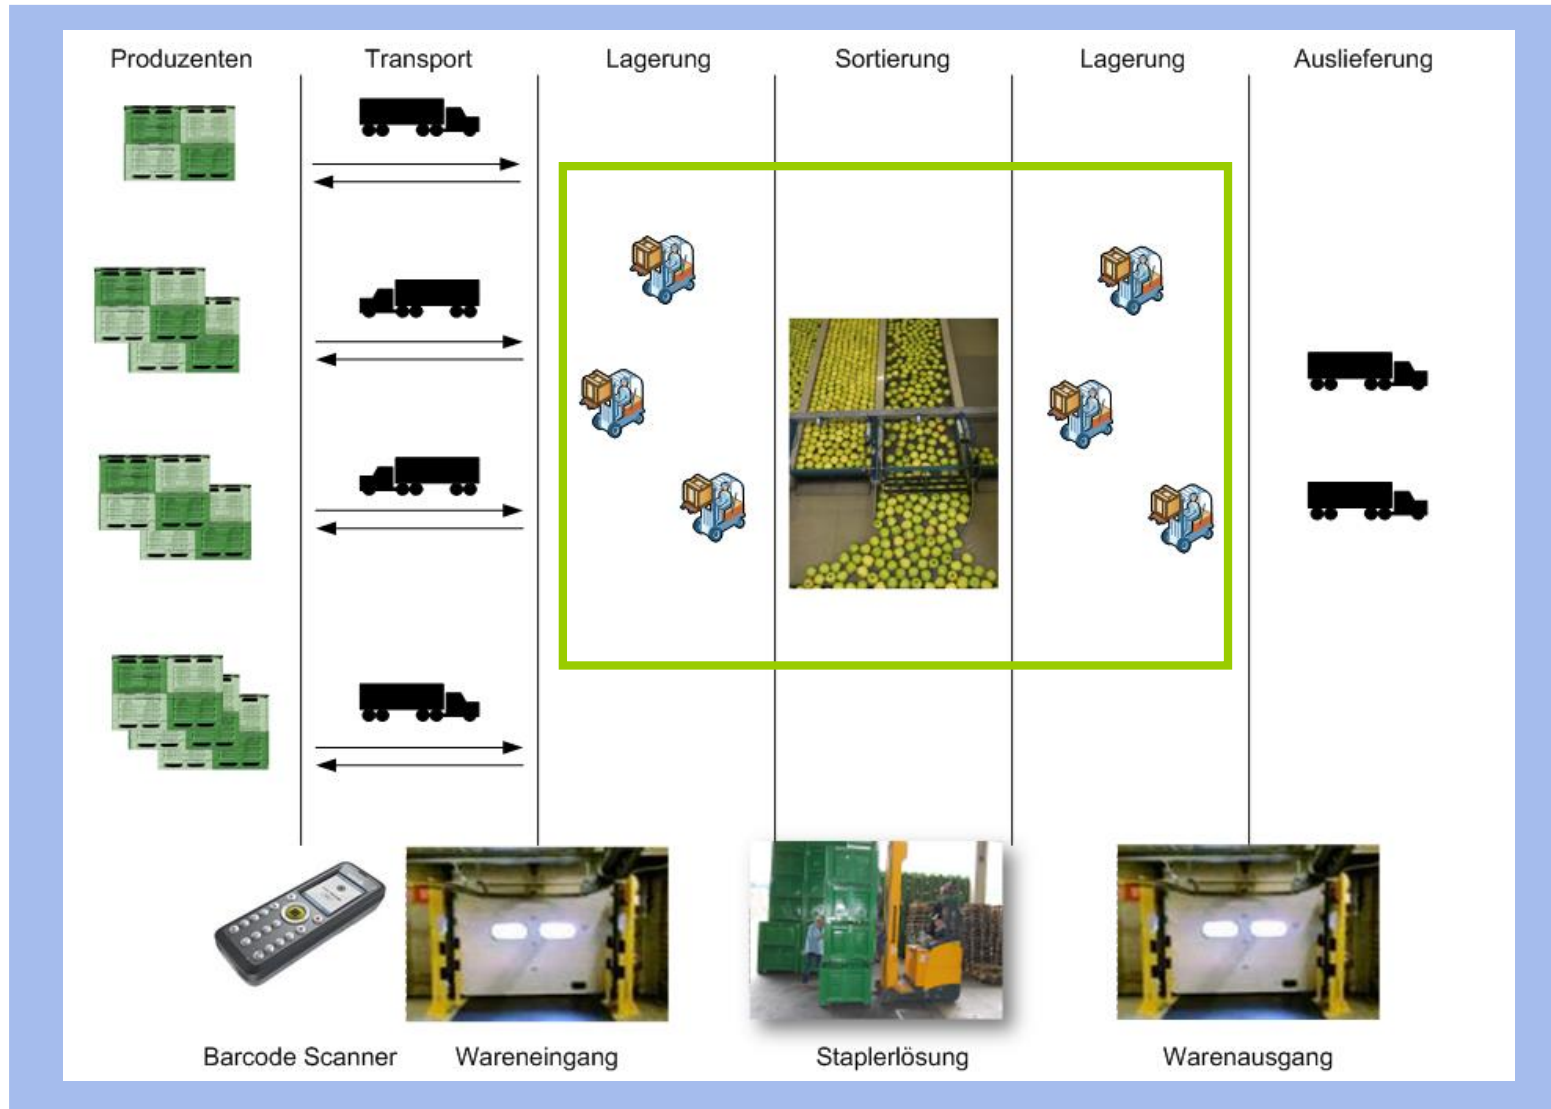 Produzenten
Transport
Lagerung
Sortierung
Lagerung
Auslieferung
Barcode Scanner
Wareneingang
Staplerlösung
Warenausgang